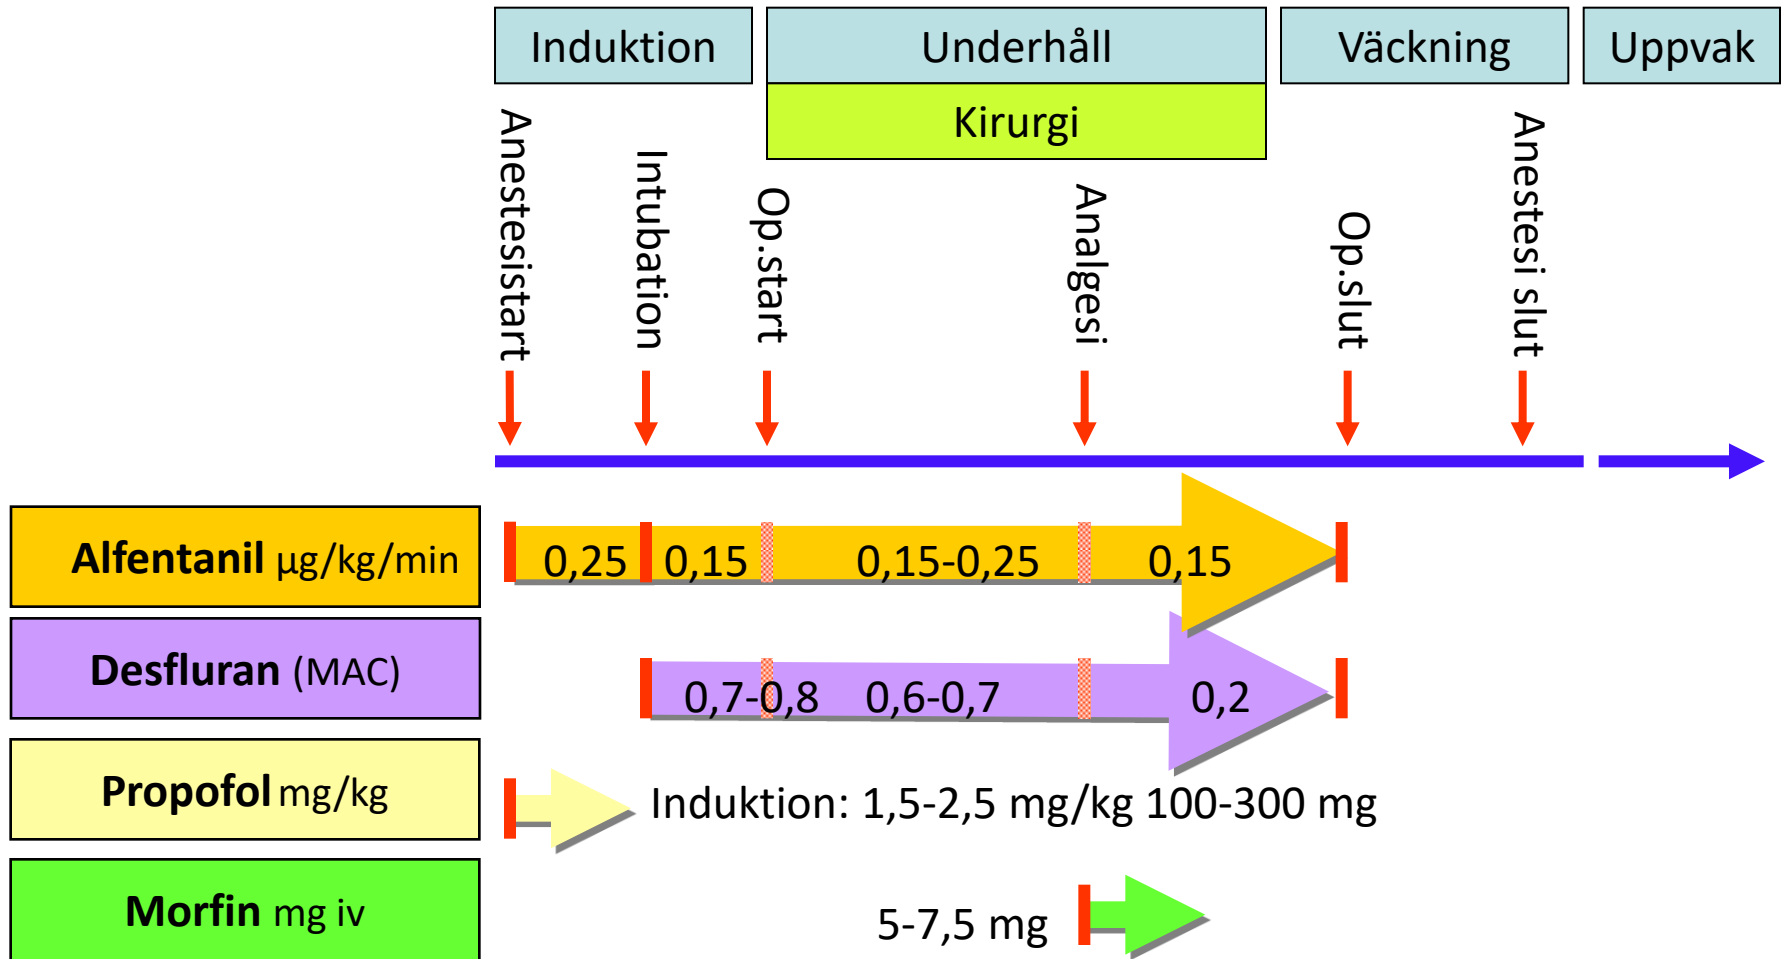 Induktion
Underhåll
Väckning
Uppvak
Kirurgi
Anestesistart
Intubation
Op.start
Analgesi
Op.slut
Anestesi slut
Alfentanil µg/kg/min
0,25
0,15
0,15-0,25
0,15
Desfluran (MAC)
0,7-0,8
0,6-0,7
0,2
Propofol mg/kg
Induktion: 1,5-2,5 mg/kg 100-300 mg
Morfin mg iv
5-7,5 mg